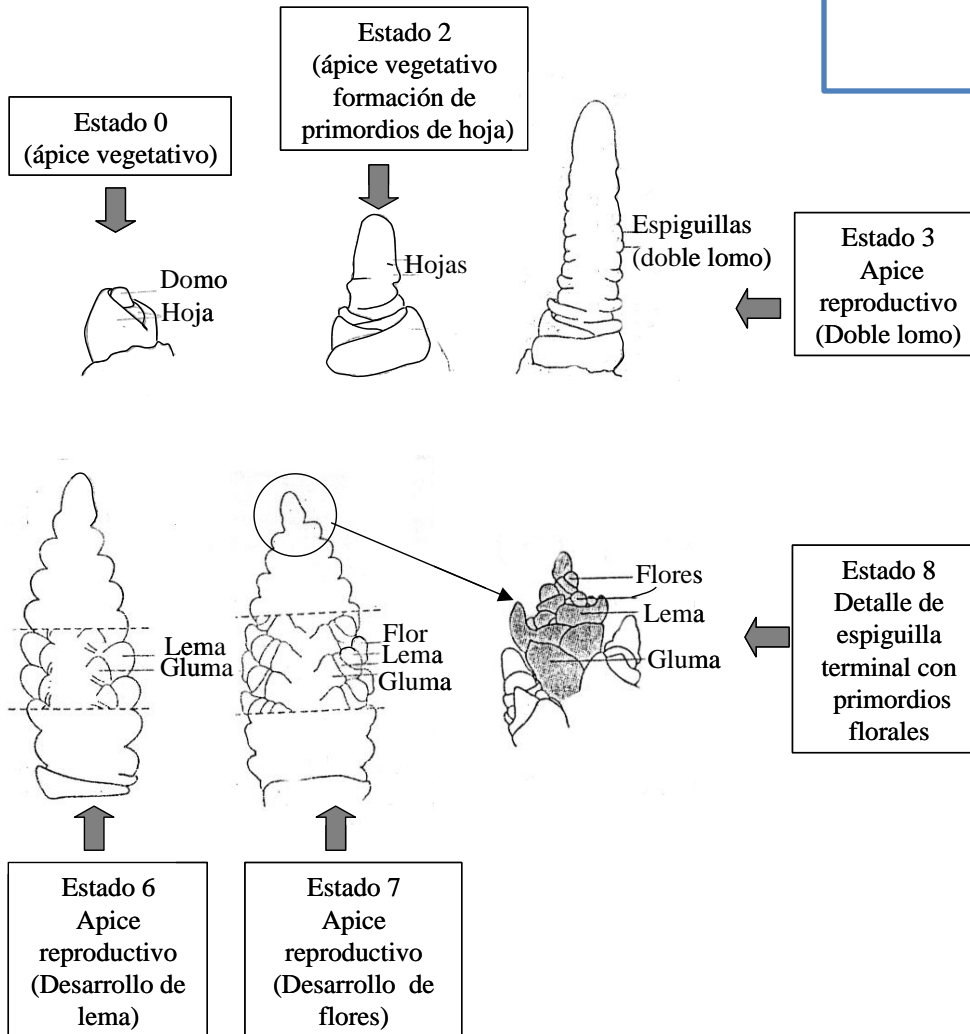 Estado 0
(ápice vegetativo)
Estado 2
(ápice vegetativo
formación de
primordios de hoja)
Domo
Hoja
Hojas
Espiguillas
(doble lomo)
Estado 3
Apice
reproductivo
(Doble lomo)
Lema
Gluma
Flor
Lema
Gluma
Flores
Lema
Gluma
Estado 8
Detalle de
espiguilla
terminal con
primordios
florales
Estado 6
Apice
reproductivo
(Desarrollo de
lema)
Estado 7
Apice
reproductivo
(Desarrollo de
flores)